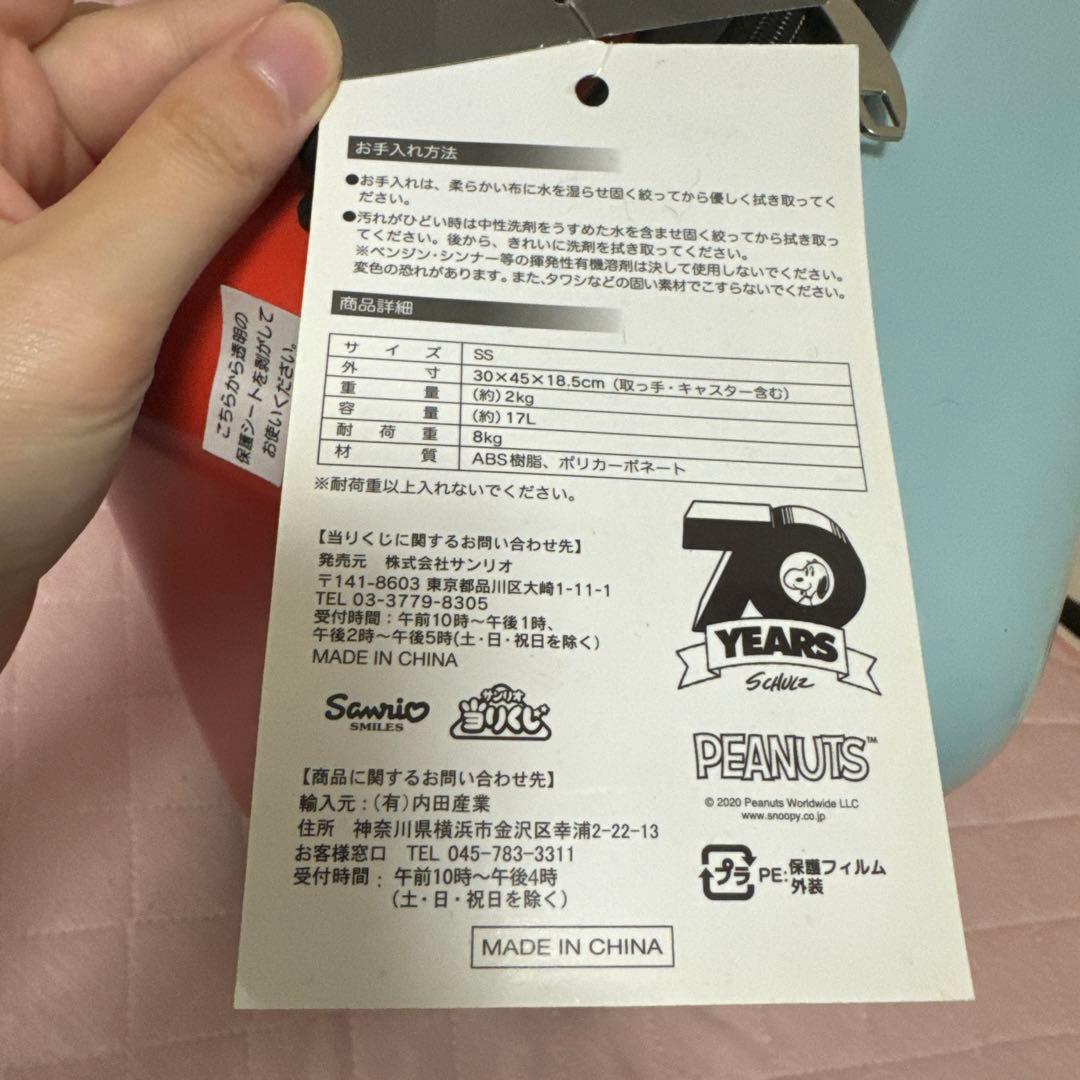 お手入れ方法
●お手入れは、柔らかい布に水を湿らせ固く絞ってから優しく拭き取ってく
ださい。
●汚れがひどい時は中性洗剤をうすめた水を含ませ固く絞ってから拭き取っ
てください。後から、きれいに洗剤を拭き取ってください。
※ベンジン・シンナー等の揮発性有機溶剤は決して使用しないでください。
変色の恐れがあります。また、タワシなどの固い素材でこすらないでください。
商品詳細
サイズ SS
外寸 30×45×18.5cm（取っ手・キャスター含む）
重量 (約)2kg
容量 (約)17L
耐荷重 8kg
材質 ABS樹脂、ポリカーボネート
※耐荷重以上入れないでください。
こちらから透明の
保護シートを剥がして
お使いください。
【当りくじに関するお問い合わせ先】
発売元 株式会社サンリオ
〒141-8603 東京都品川区大崎1-11-1
TEL 03-3779-8305
受付時間：午前10時～午後1時、
午後2時～午後5時(土・日・祝日を除く)
MADE IN CHINA
Sanrio
SMILES
サンリオ
当りくじ
70
YEARS
SCHULZ
PEANUTS™
© 2020 Peanuts Worldwide LLC
www.snoopy.co.jp
【商品に関するお問い合わせ先】
輸入元：(有)内田産業
住所 神奈川県横浜市金沢区幸浦2-22-13
お客様窓口 TEL 045-783-3311
受付時間：午前10時～午後4時
(土・日・祝日を除く)
プラ
PE:保護フィルム
外装
MADE IN CHINA